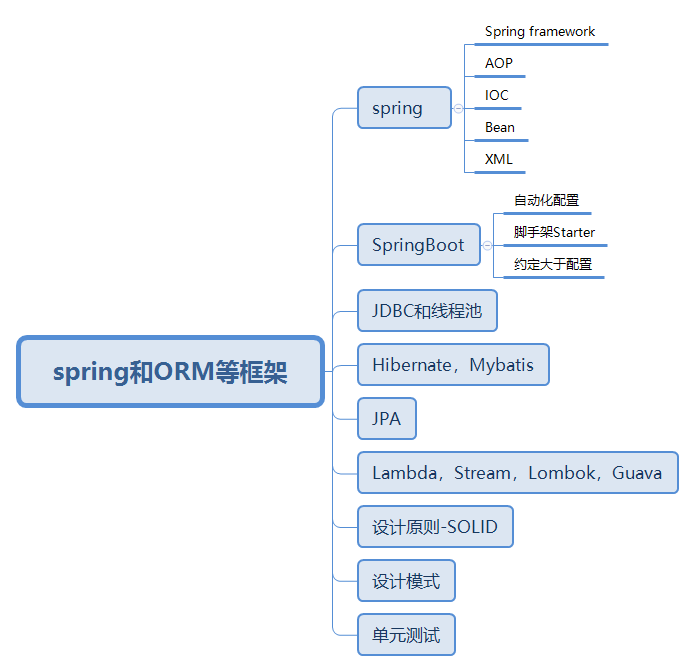 spring和ORM等框架
spring
Spring framework
AOP
IOC
Bean
XML
SpringBoot
自动化配置
脚手架Starter
约定大于配置
JDBC和线程池
Hibernate，Mybatis
JPA
Lambda，Stream，Lombok，Guava
设计原则-SOLID
设计模式
单元测试